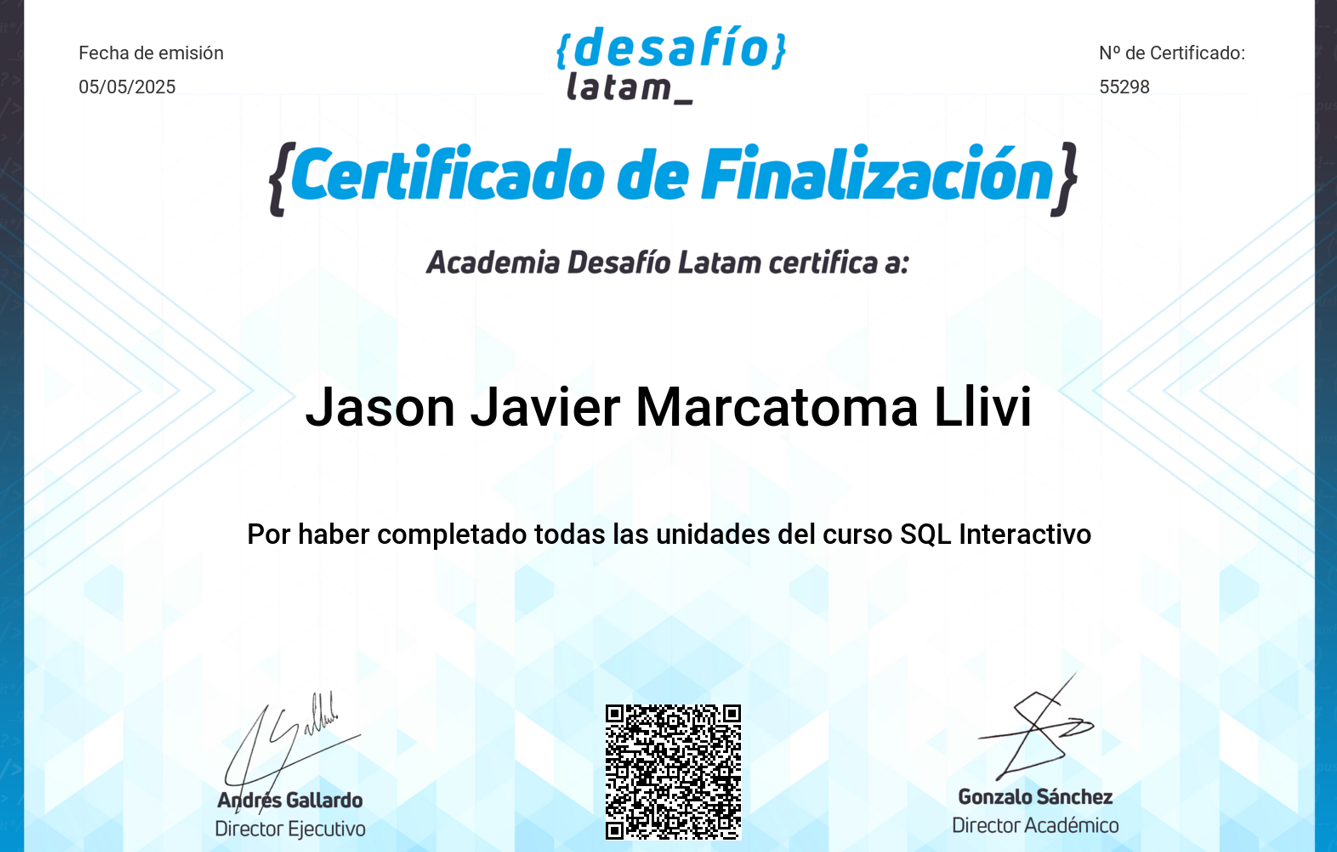 Fecha de emisión
05/05/2025
{desafío}
latam_
Nº de Certificado:
55298
{Certificado de Finalización}
Academia Desafío Latam certifica a:
Jason Javier Marcatoma Llivi
Por haber completado todas las unidades del curso SQL Interactivo
Andrés Gallardo
Director Ejecutivo
Gonzalo Sánchez
Director Académico